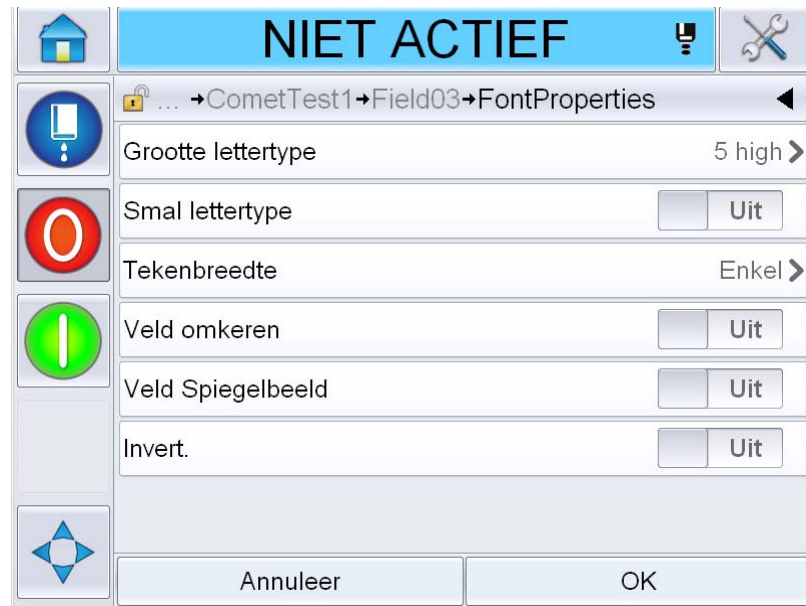 NIET ACTIEF
... →CometTest1→Field03→FontProperties
Grootte lettertype 5 high
Smal lettertype Uit
Tekenbreedte Enkel
Veld omkeren Uit
Veld Spiegelbeeld Uit
Invert. Uit
Annuleer OK